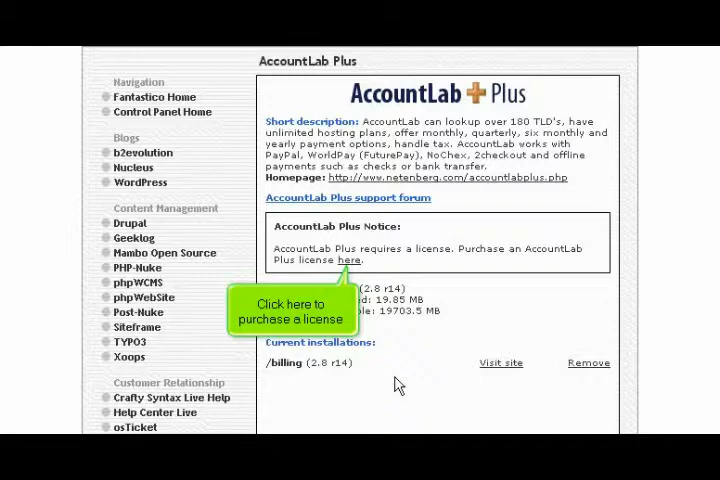 AccountLab Plus
Navigation
Fantastico Home
Control Panel Home
Blogs
b2evolution
Nucleus
WordPress
Content Management
Drupal
Geeklog
Mambo Open Source
PHP-Nuke
phpWCMS
phpWebSite
Post-Nuke
Siteframe
TYPO3
Xoops
Customer Relationship
Crafty Syntax Live Help
Help Center Live
osTicket
AccountLab Plus
Short description: AccountLab can lookup over 180 TLD's, have
unlimited hosting plans, offer monthly, quarterly, six monthly and
yearly payment options, handle tax. AccountLab works with
PayPal, WorldPay (FuturePay), NoChex, 2checkout and offline
payments such as checks or bank transfer.
Homepage: http://www.netenberg.com/accountlabplus.php
AccountLab Plus support forum
AccountLab Plus Notice:
AccountLab Plus requires a license. Purchase an AccountLab
Plus license here.
Click here to
purchase a license
(2.8 r14)
ed: 19.85 MB
ble: 19703.5 MB
Current installations:
/billing (2.8 r14) Visit site Remove